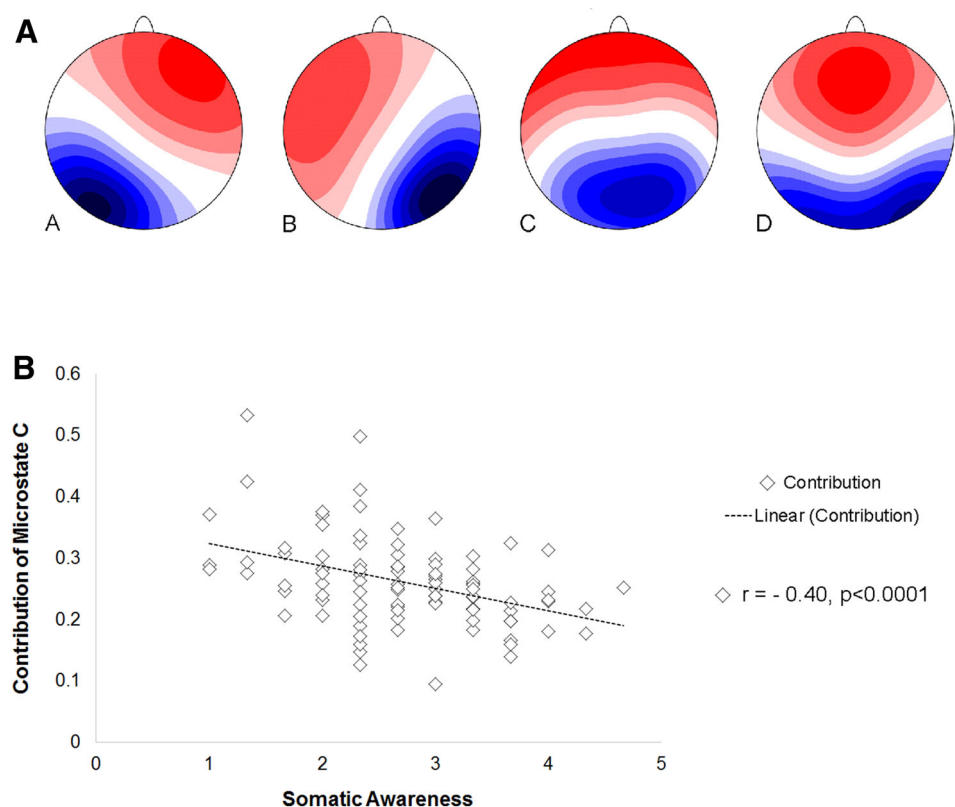 A
A
B
C
D
B
0.6
0.5
0.4
0.3
0.2
0.1
0
0 1 2 3 4 5
Contribution of Microstate C
Somatic Awareness
Contribution
Linear (Contribution)
r = - 0.40, p<0.0001